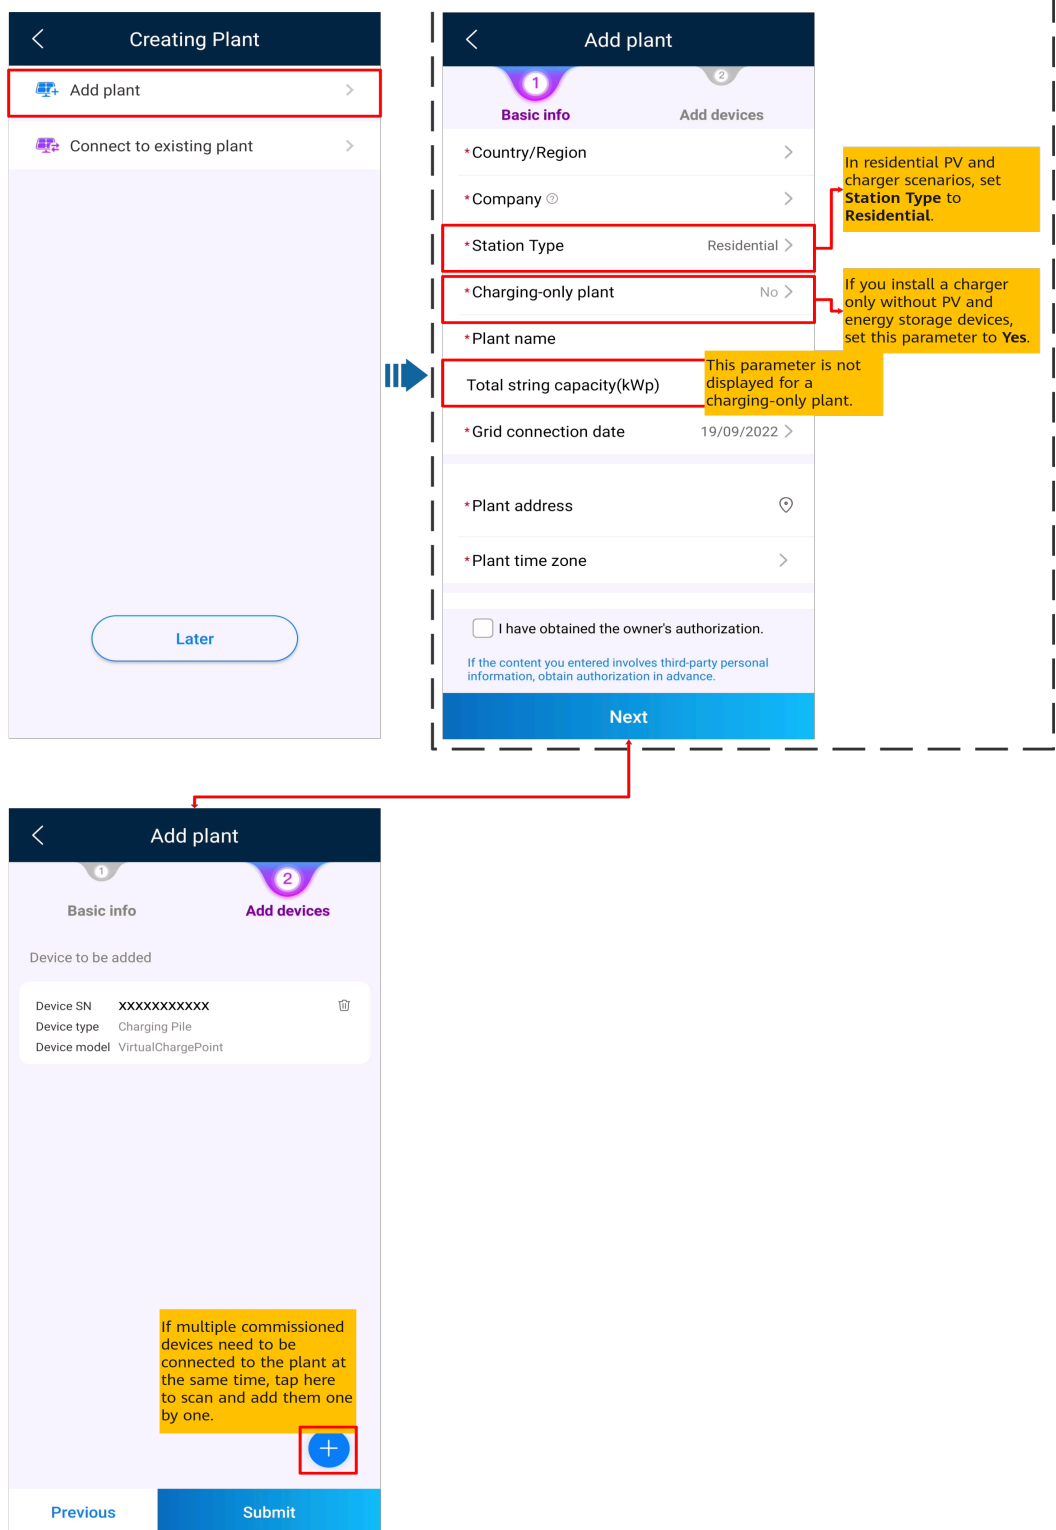 Creating Plant
Add plant
Connect to existing plant
Later
Add plant
1
2
Basic info
Add devices
*Country/Region
*Company
*Station Type
Residential
*Charging-only plant
No
*Plant name
Total string capacity(kWp)
*Grid connection date
19/09/2022
*Plant address
*Plant time zone
I have obtained the owner's authorization.
If the content you entered involves third-party personal
information, obtain authorization in advance.
Next
In residential PV and
charger scenarios, set
Station Type to
Residential.
If you install a charger
only without PV and
energy storage devices,
set this parameter to Yes.
This parameter is not
displayed for a
charging-only plant.
Add plant
1
2
Basic info
Add devices
Device to be added
Device SN XXXXXXXXXXX
Device type Charging Pile
Device model VirtualChargePoint
If multiple commissioned
devices need to be
connected to the plant at
the same time, tap here
to scan and add them one
by one.
Previous
Submit